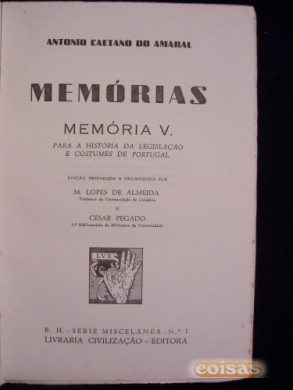 ANTONIO CAETANO DO AMARAL
MEMÓRIAS
MEMÓRIA V.
PARA A HISTORIA DA LEGISLAÇÃO
E COSTUMES DE PORTUGAL
EDIÇÃO PREPARADA E ORGANIZADA POR
M. LOPES DE ALMEIDA
Professor da Universidade de Coimbra
E
CÉSAR PEGADO
1.º Bibliotecário da Biblioteca da Universidade
LVX
B. H. - SÉRIE MISCELÂNEA - N.º I
LIVRARIA CIVILIZAÇÃO - EDITORA
coisas